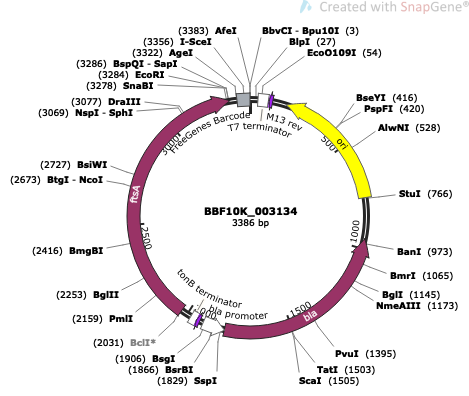 Created with SnapGene®
(3383) AfeI
(3356) I-SceI
(3322) AgeI
(3286) BspQI - SapI
(3284) EcoRI
(3278) SnaBI
(3077) DraIII
(3069) NspI - SphI
(2727) BsiWI
(2673) BtgI - NcoI
(2416) BmgBI
(2253) BglII
(2159) PmlI
(2031) BclI*
(1906) BsgI
(1866) BsrBI
(1829) SspI
BbvCI - Bpu10I (3)
BlpI (27)
EcoO109I (54)
BseYI (416)
PspFI (420)
AlwNI (528)
StuI (766)
BanI (973)
BmrI (1065)
BglI (1145)
NmeAIII (1173)
PvuI (1395)
TatI (1503)
ScaI (1505)
FreeGenes Barcode
T7 terminator
M13 rev
ori
bla
bla promoter
tonB terminator
ftsA
500
1000
1500
2500
3000
BBF10K_003134
3386 bp